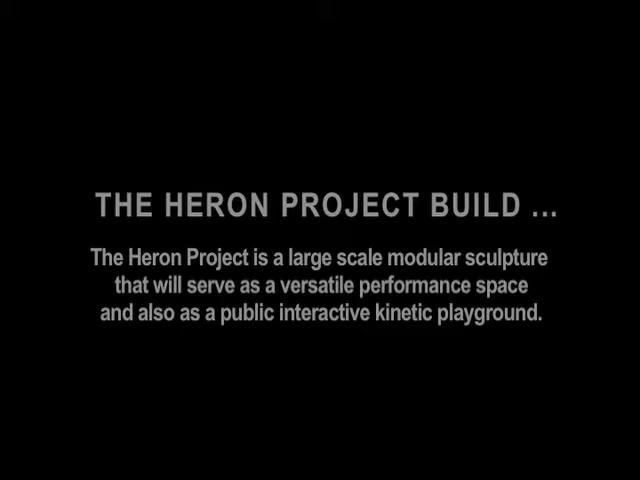 THE HERON PROJECT BUILD ...
The Heron Project is a large scale modular sculpture
that will serve as a versatile performance space
and also as a public interactive kinetic playground.